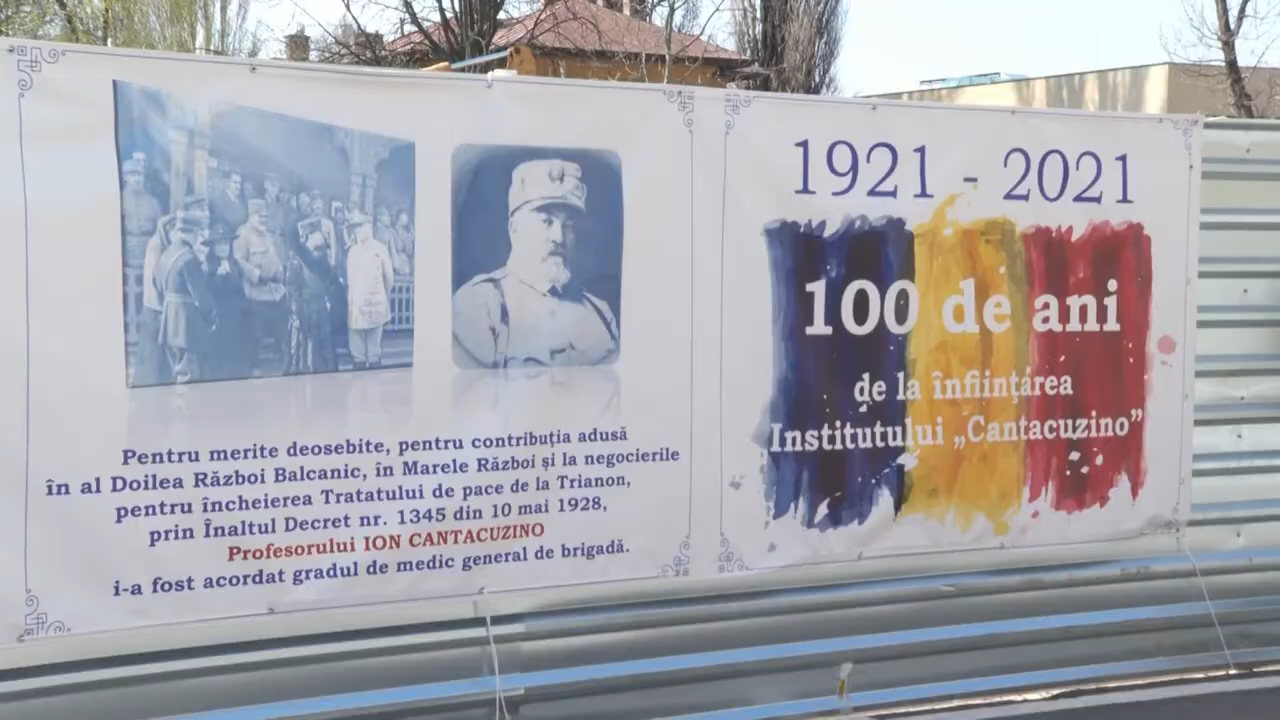 Pentru merite deosebite, pentru contribuția adusă
în al Doilea Război Balcanic, în Marele Război și la negocierile
pentru încheierea Tratatului de pace de la Trianon,
prin Înaltul Decret nr. 1345 din 10 mai 1928,
Profesorului ION CANTACUZINO
i-a fost acordat gradul de medic general de brigadă.
1921 - 2021
100 de ani
de la înființarea
Institutului „Cantacuzino”